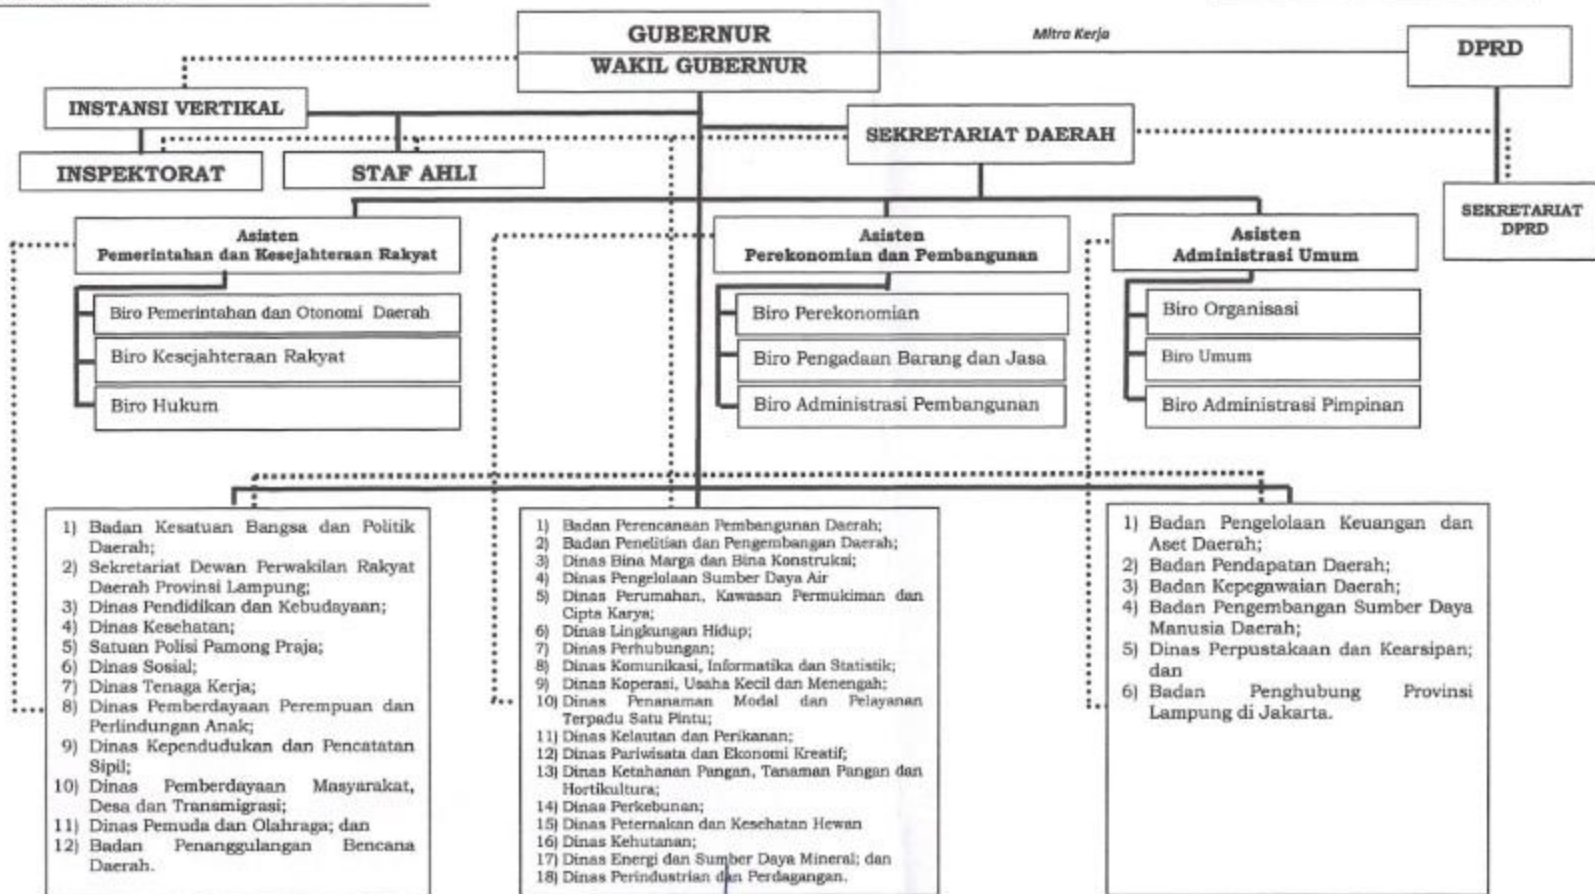 GUBERNUR
WAKIL GUBERNUR
Mitra Kerja
DPRD
INSTANSI VERTIKAL
SEKRETARIAT DAERAH
INSPEKTORAT
STAF AHLI
SEKRETARIAT
DPRD
Asisten
Pemerintahan dan Kesejahteraan Rakyat
Asisten
Perekonomian dan Pembangunan
Asisten
Administrasi Umum
Biro Pemerintahan dan Otonomi Daerah
Biro Kesejahteraan Rakyat
Biro Hukum
Biro Perekonomian
Biro Pengadaan Barang dan Jasa
Biro Administrasi Pembangunan
Biro Organisasi
Biro Umum
Biro Administrasi Pimpinan
1) Badan Kesatuan Bangsa dan Politik
Daerah;
2) Sekretariat Dewan Perwakilan Rakyat
Daerah Provinsi Lampung;
3) Dinas Pendidikan dan Kebudayaan;
4) Dinas Kesehatan;
5) Satuan Polisi Pamong Praja;
6) Dinas Sosial;
7) Dinas Tenaga Kerja;
8) Dinas Pemberdayaan Perempuan dan
Perlindungan Anak;
9) Dinas Kependudukan dan Pencatatan
Sipil;
10) Dinas Pemberdayaan Masyarakat,
Desa dan Transmigrasi;
11) Dinas Pemuda dan Olahraga; dan
12) Badan Penanggulangan Bencana
Daerah.
1) Badan Perencanaan Pembangunan Daerah;
2) Badan Penelitian dan Pengembangan Daerah;
3) Dinas Bina Marga dan Bina Konstruksi;
4) Dinas Pengelolaan Sumber Daya Air
5) Dinas Perumahan, Kawasan Permukiman dan
Cipta Karya;
6) Dinas Lingkungan Hidup;
7) Dinas Perhubungan;
8) Dinas Komunikasi, Informatika dan Statistik;
9) Dinas Koperasi, Usaha Kecil dan Menengah;
10) Dinas Penanaman Modal dan Pelayanan
Terpadu Satu Pintu;
11) Dinas Kelautan dan Perikanan;
12) Dinas Pariwisata dan Ekonomi Kreatif;
13) Dinas Ketahanan Pangan, Tanaman Pangan dan
Hortikultura;
14) Dinas Perkebunan;
15) Dinas Peternakan dan Kesehatan Hewan
16) Dinas Kehutanan;
17) Dinas Energi dan Sumber Daya Mineral; dan
18) Dinas Perindustrian dan Perdagangan.
1) Badan Pengelolaan Keuangan dan
Aset Daerah;
2) Badan Pendapatan Daerah;
3) Badan Kepegawaian Daerah;
4) Badan Pengembangan Sumber Daya
Manusia Daerah;
5) Dinas Perpustakaan dan Kearsipan;
dan
6) Badan Penghubung Provinsi
Lampung di Jakarta.